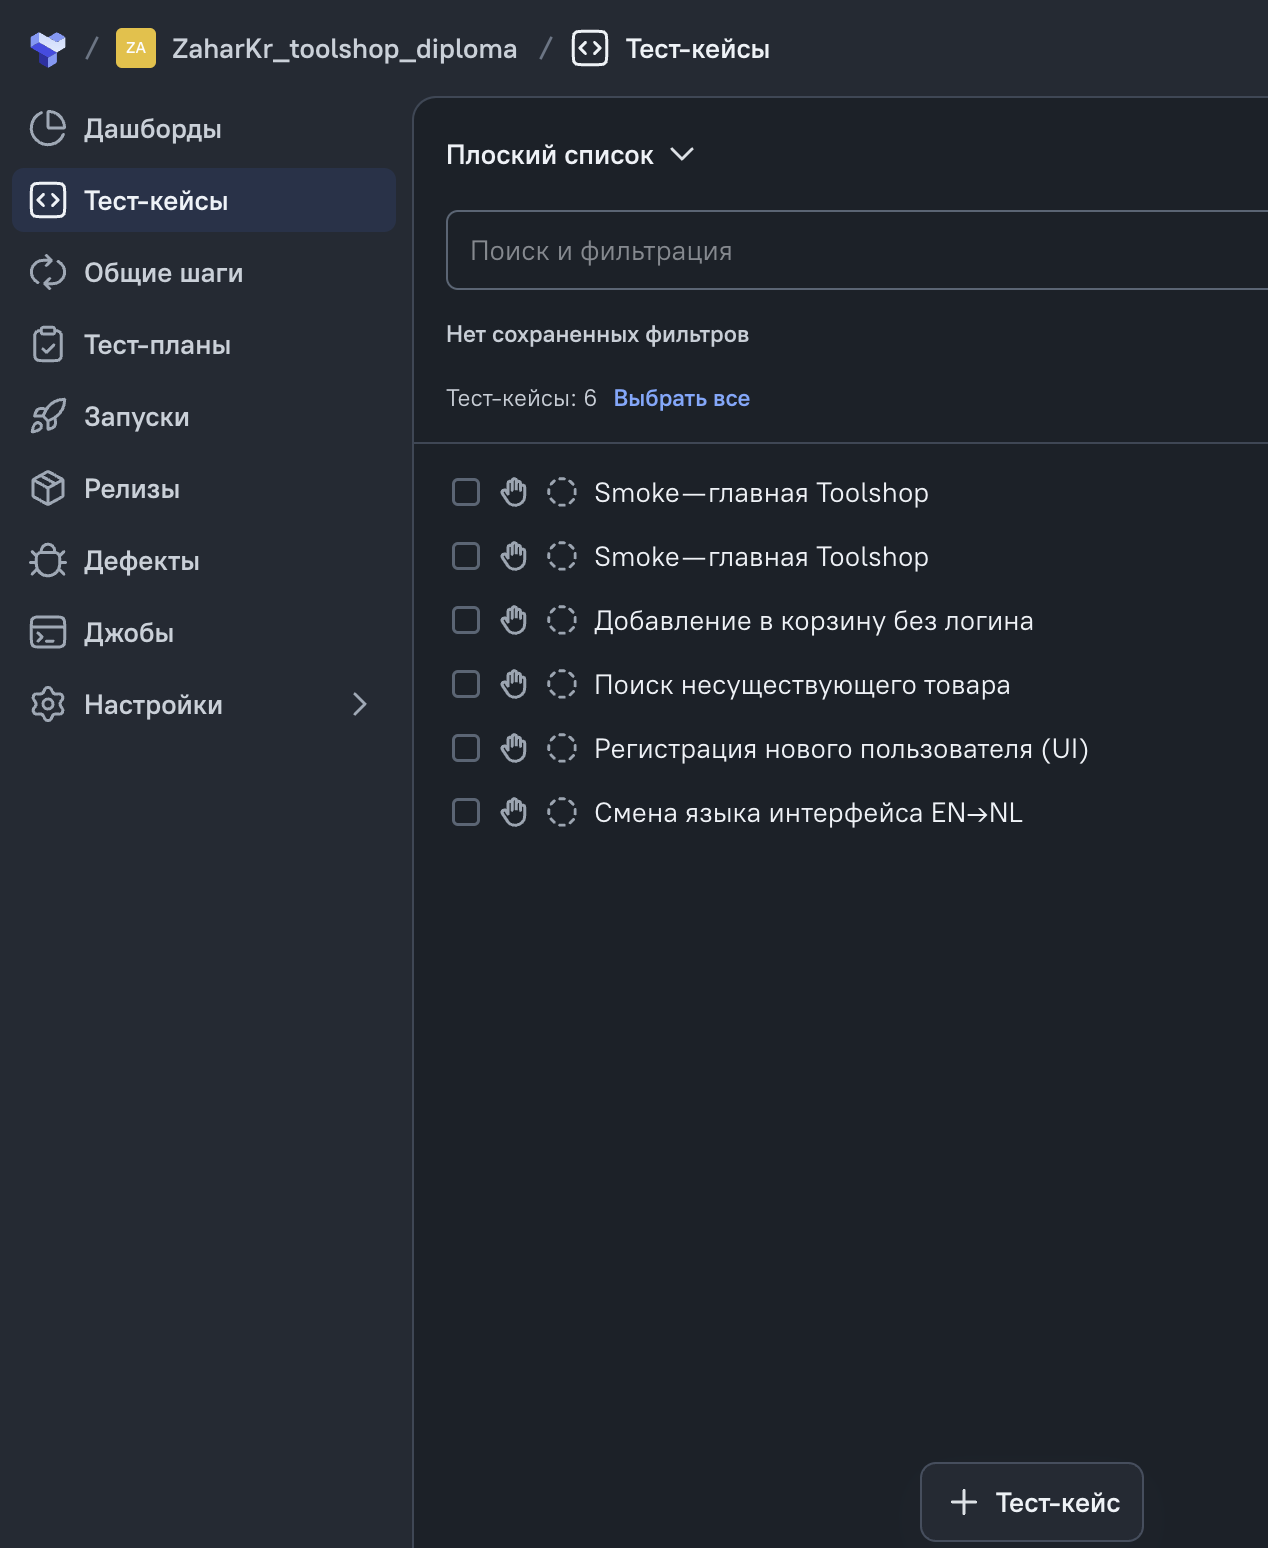 / ZA ZaharKr_toolshop_diploma / Тест-кейсы
Дашборды
Тест-кейсы
Общие шаги
Тест-планы
Запуски
Релизы
Дефекты
Джобы
Настройки
Плоский список
Поиск и фильтрация
Нет сохраненных фильтров
Тест-кейсы: 6 Выбрать все
Smoke—главная Toolshop
Smoke—главная Toolshop
Добавление в корзину без логина
Поиск несуществующего товара
Регистрация нового пользователя (UI)
Смена языка интерфейса EN→NL
+ Тест-кейс